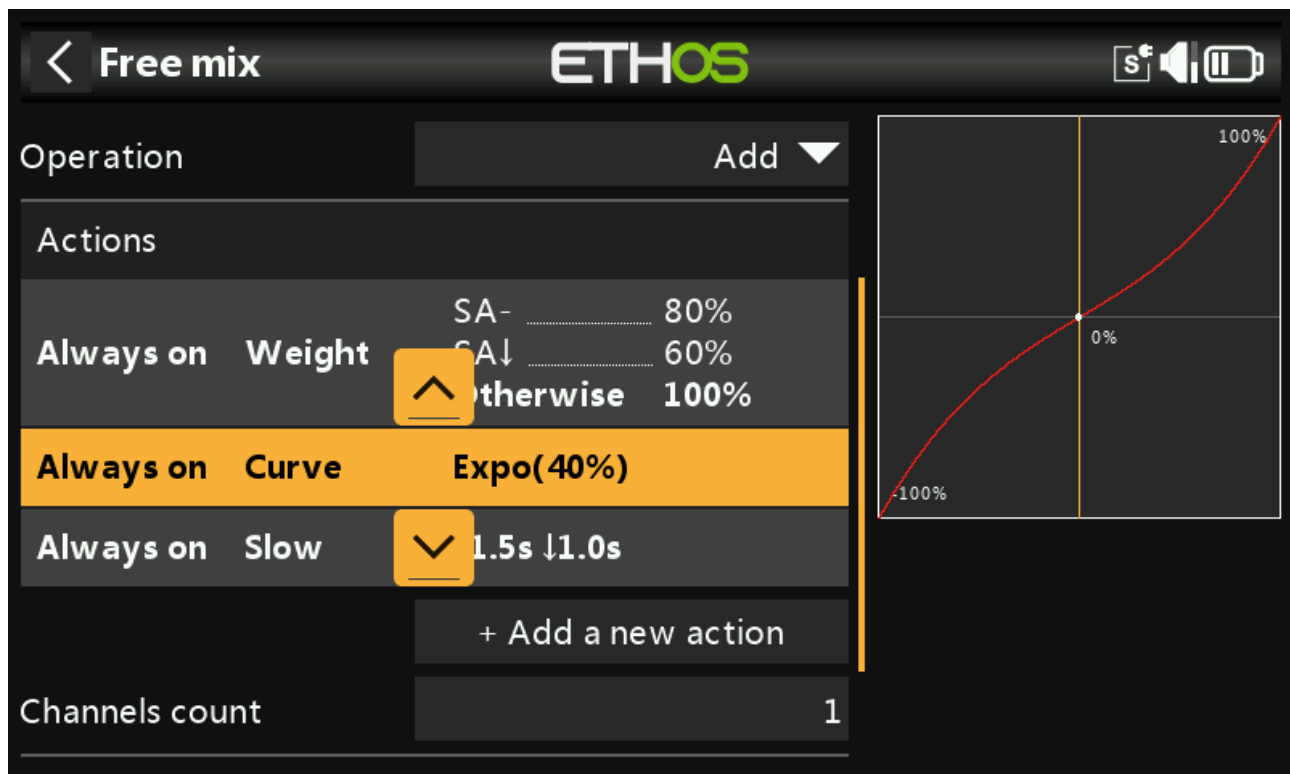 Free mix
ETHOS
S
Operation
Add
Actions
Always on Weight
SA- 80%
SA↓ 60%
Otherwise 100%
Always on Curve Expo(40%)
Always on Slow 1.5s ↓1.0s
+ Add a new action
Channels count 1
100%
0%
-100%